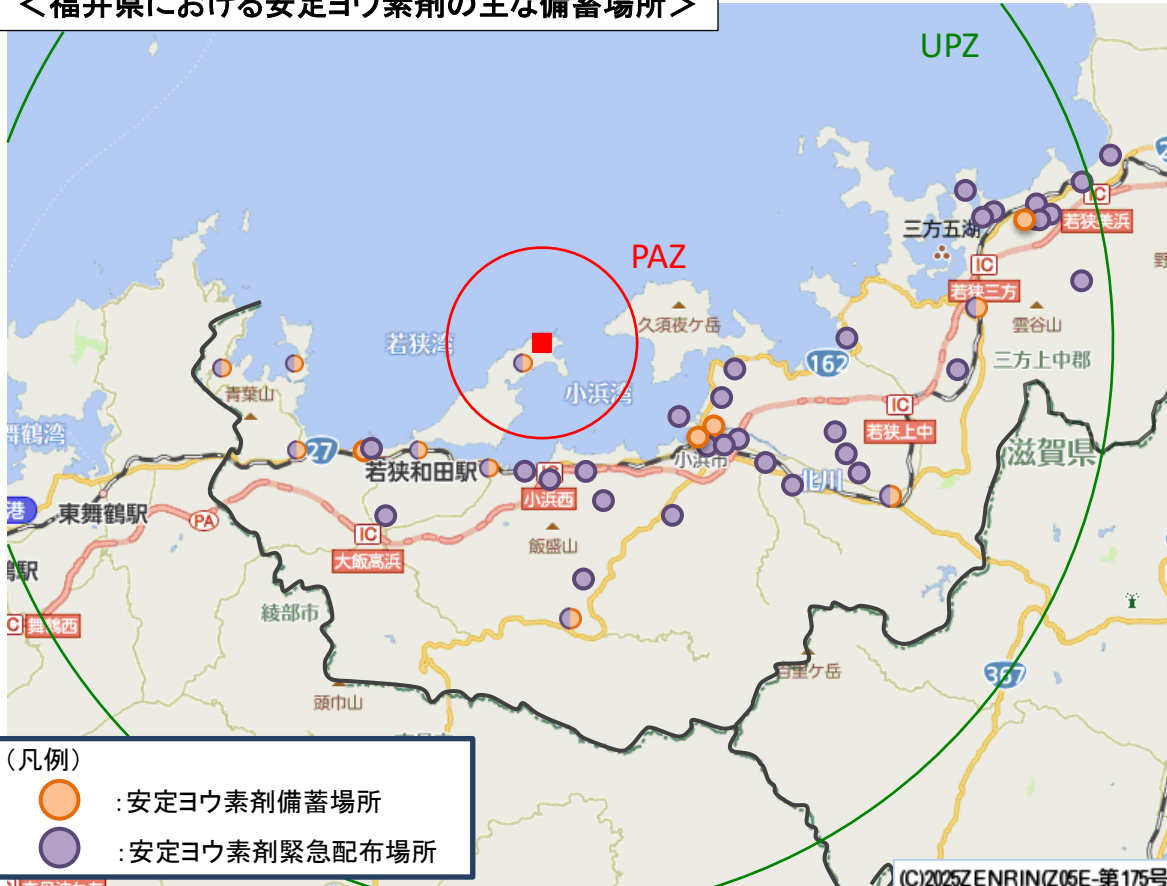 ＜福井県における安定ヨウ素剤の主な備蓄場所＞
UPZ
PAZ
IC
若狭美浜
三方五湖
IC
若狭三方
久須夜ケ岳
雲谷山
若狭湾
162
三方上中郡
小浜湾
青葉山
IC
若狭上中
舞鶴湾
27
滋賀県
小浜市
若狭和田駅
IC
北川
小浜西
港
東舞鶴駅
PA
IC
飯盛山
大飯高浜
鶴駅
綾部市
舞鶴西
百里ケ岳
367
頭巾山
（凡例）
：安定ヨウ素剤備蓄場所
：安定ヨウ素剤緊急配布場所
(C)2025ZENRIN(Z05E-第175号